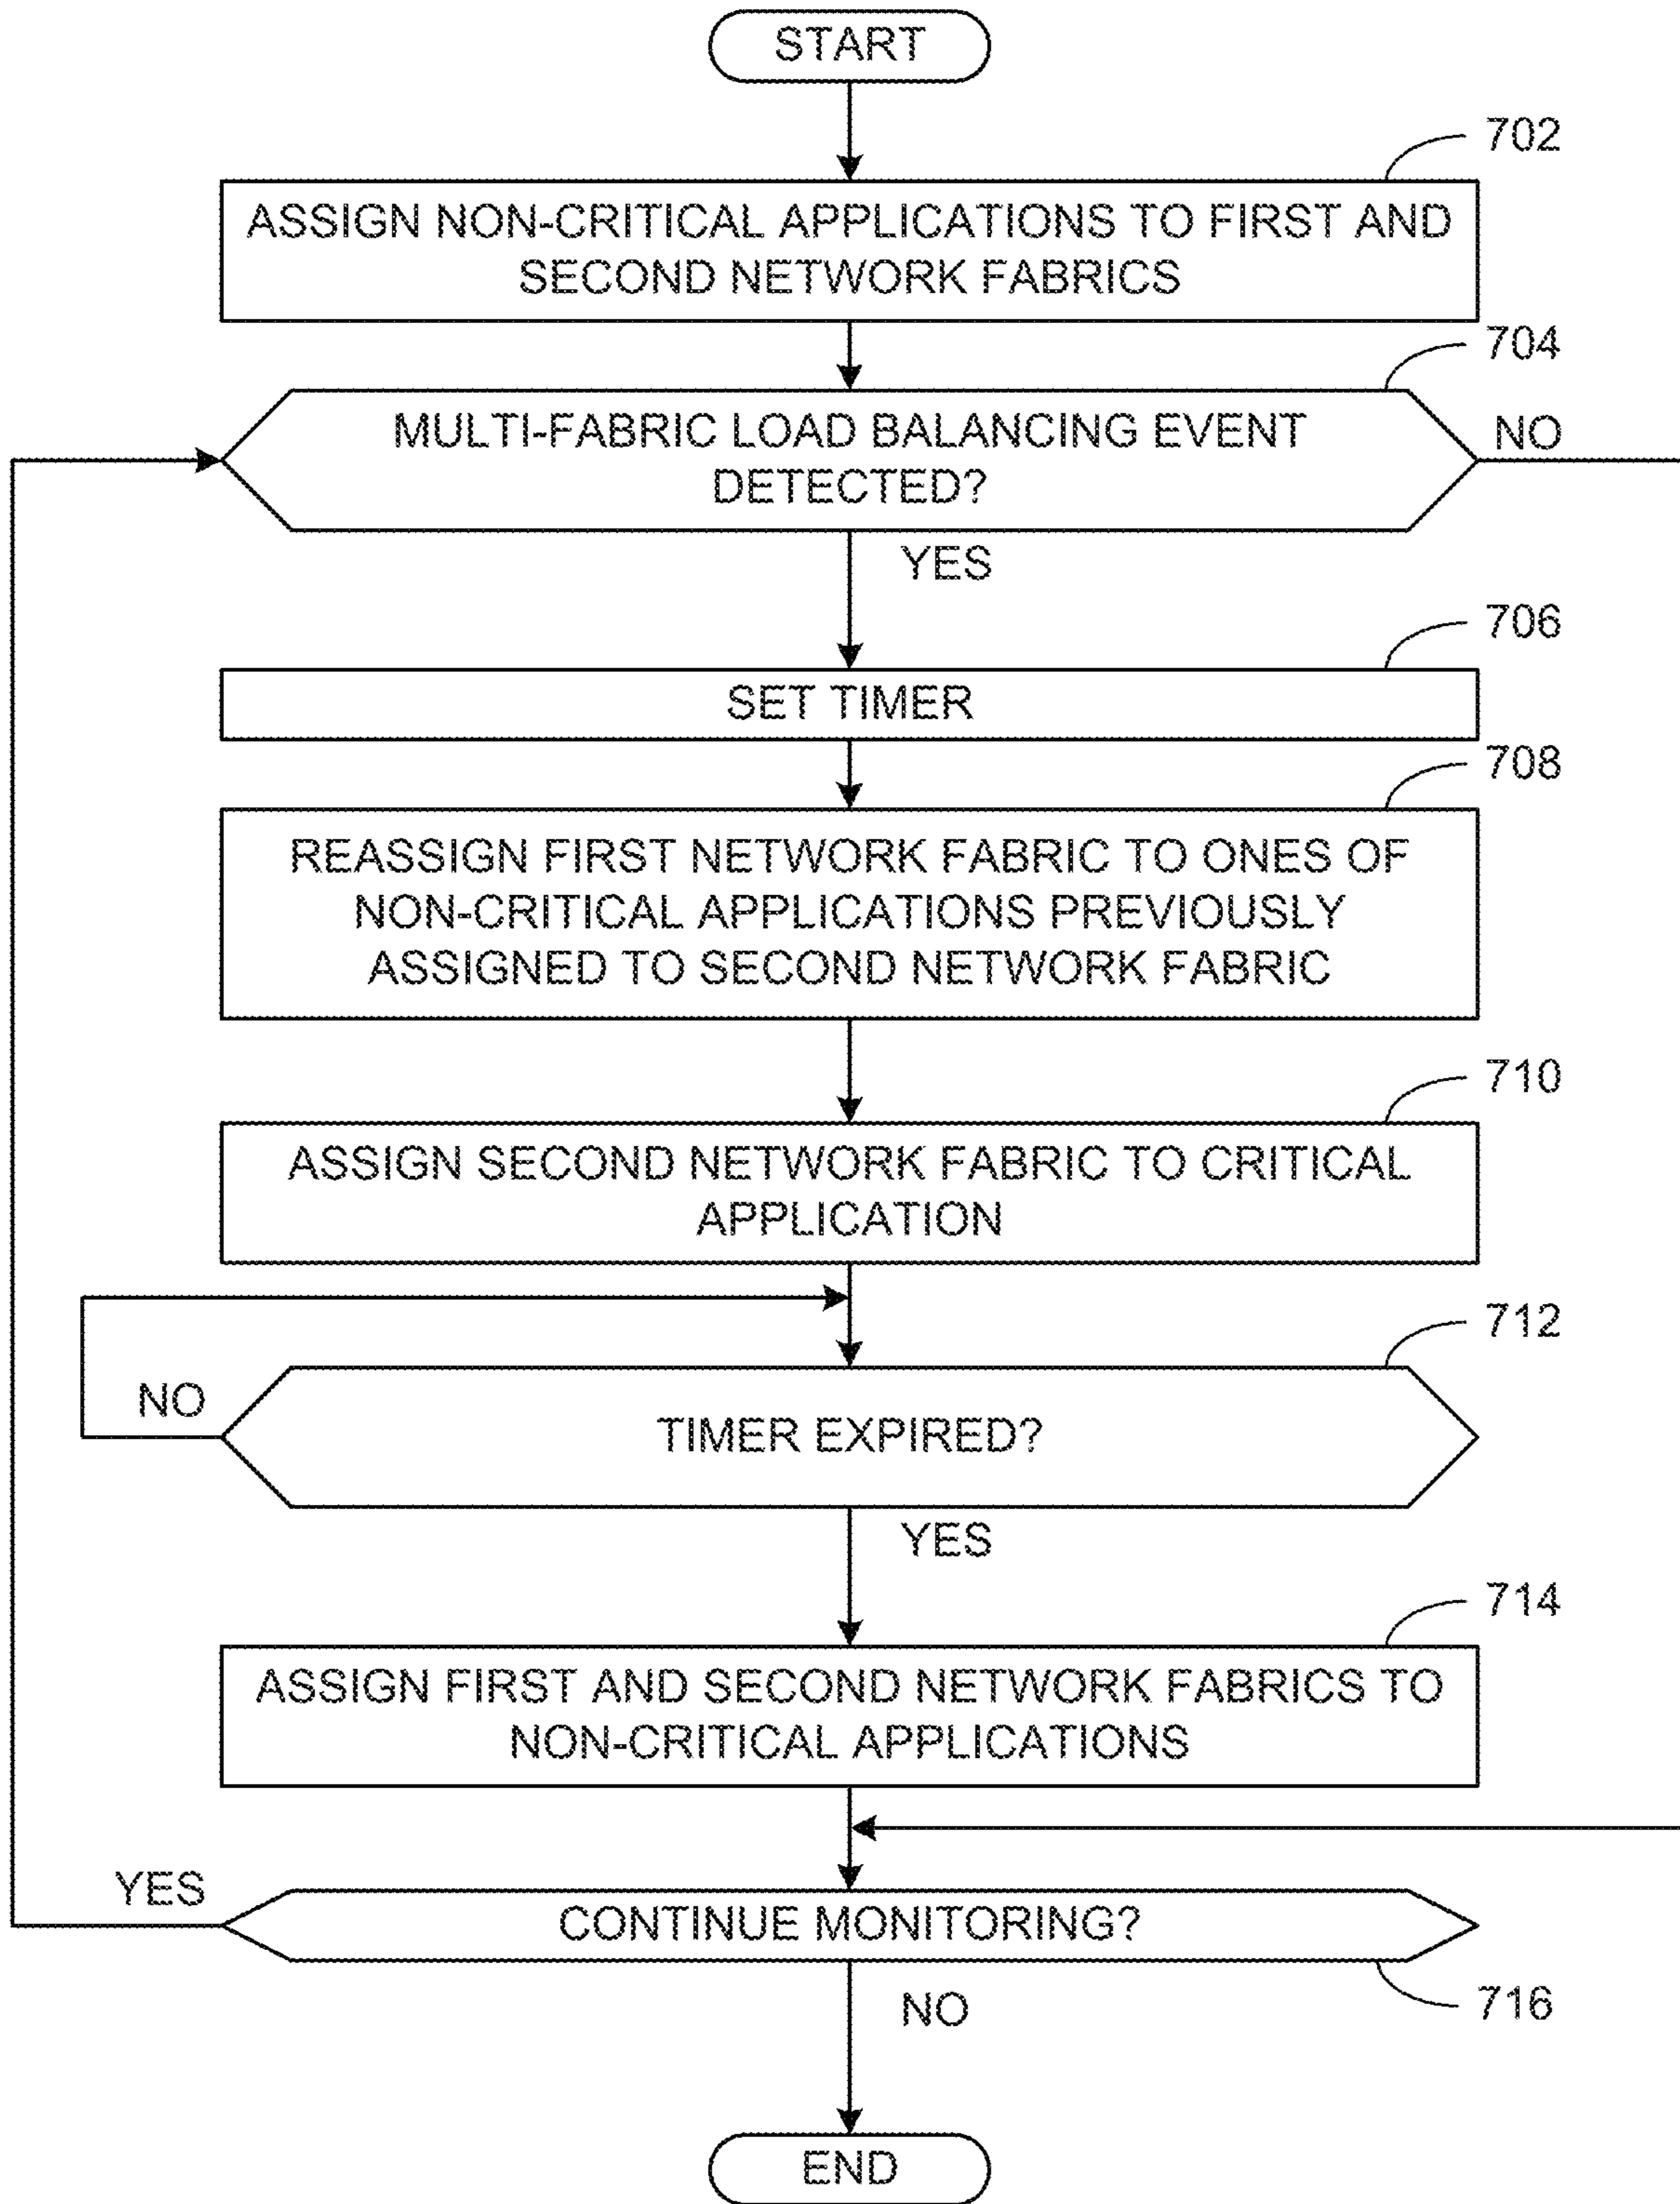 START
702
ASSIGN NON-CRITICAL APPLICATIONS TO FIRST AND
SECOND NETWORK FABRICS
704
MULTI-FABRIC LOAD BALANCING EVENT
DETECTED?
NO
YES
706
SET TIMER
708
REASSIGN FIRST NETWORK FABRIC TO ONES OF
NON-CRITICAL APPLICATIONS PREVIOUSLY
ASSIGNED TO SECOND NETWORK FABRIC
710
ASSIGN SECOND NETWORK FABRIC TO CRITICAL
APPLICATION
712
NO
TIMER EXPIRED?
YES
714
ASSIGN FIRST AND SECOND NETWORK FABRICS TO
NON-CRITICAL APPLICATIONS
YES
CONTINUE MONITORING?
716
NO
END